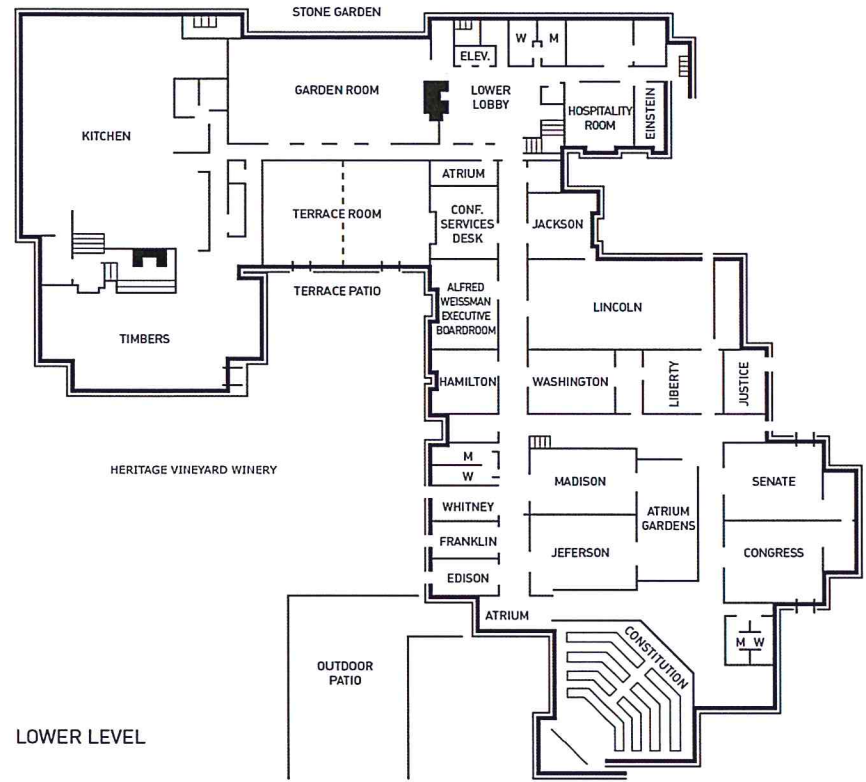 STONE GARDEN
W
M
ELEV.
GARDEN ROOM
LOWER
LOBBY
HOSPITALITY
ROOM
EINSTEIN
KITCHEN
ATRIUM
TERRACE ROOM
CONF.
SERVICES
DESK
JACKSON
TERRACE PATIO
ALFRED
WEISSMAN
EXECUTIVE
BOARDROOM
LINCOLN
TIMBERS
HAMILTON
WASHINGTON
LIBERTY
JUSTICE
HERITAGE VINEYARD WINERY
M
W
MADISON
SENATE
WHITNEY
ATRIUM
GARDENS
FRANKLIN
JEFERSON
CONGRESS
EDISON
ATRIUM
CONSTITUTION
M W
OUTDOOR
PATIO
LOWER LEVEL